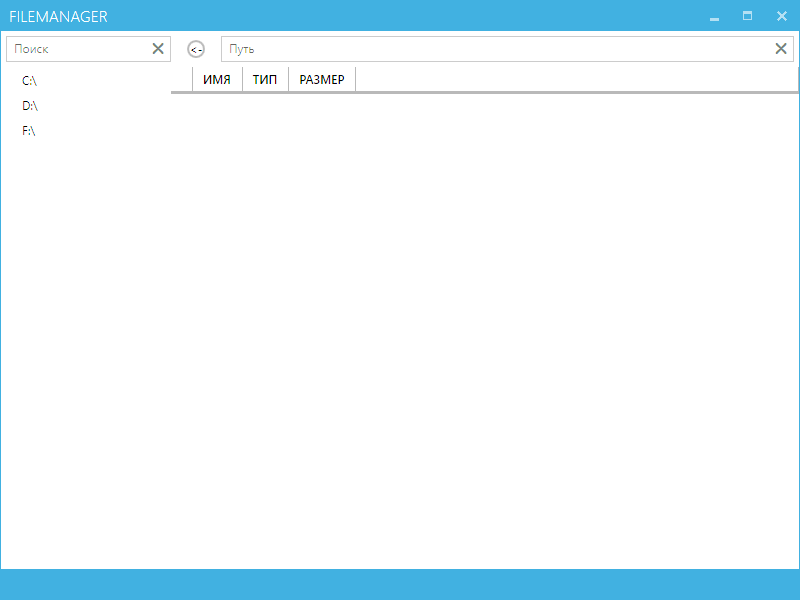 FILEMANAGER
Поиск
<-
Путь
C:\
D:\
F:\
ИМЯ ТИП РАЗМЕР